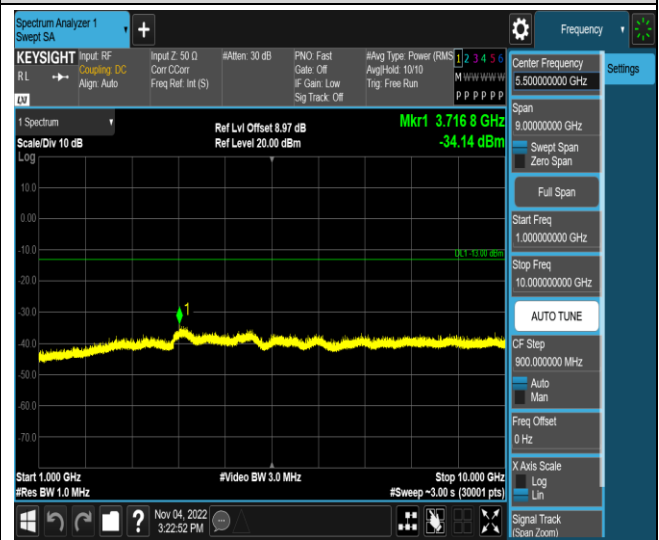 Spectrum Analyzer 1
Swept SA
Frequency
KEYSIGHT
RL
LXI
Input: RF
Coupling: DC
Align: Auto
Input Z: 50 Ω
Corr CCorr
Freq Ref: Int (S)
#Atten: 30 dB
PNO: Fast
Gate: Off
IF Gain: Low
Sig Track: Off
#Avg Type: Power (RMS
Avg|Hold: 10/10
Trig: Free Run
1 2 3 4 5 6
M W W W W W
P P P P P P
1 Spectrum
Scale/Div 10 dB
Ref Lvl Offset 8.97 dB
Ref Level 20.00 dBm
Mkr1 3.716 8 GHz
-34.14 dBm
Log
10.0
0.00
-10.0
DL1 -13.00 dBm
-20.0
-30.0
1
-40.0
-50.0
-60.0
-70.0
Start 1.000 GHz
#Video BW 3.0 MHz
Stop 10.000 GHz
#Res BW 1.0 MHz
#Sweep ~3.00 s (30001 pts)
Nov 04, 2022
3:22:52 PM
Center Frequency
5.500000000 GHz
Settings
Span
9.00000000 GHz
Swept Span
Zero Span
Full Span
Start Freq
1.000000000 GHz
Stop Freq
10.000000000 GHz
AUTO TUNE
CF Step
900.000000 MHz
Auto
Man
Freq Offset
0 Hz
X Axis Scale
Log
Lin
Signal Track
(Span Zoom)